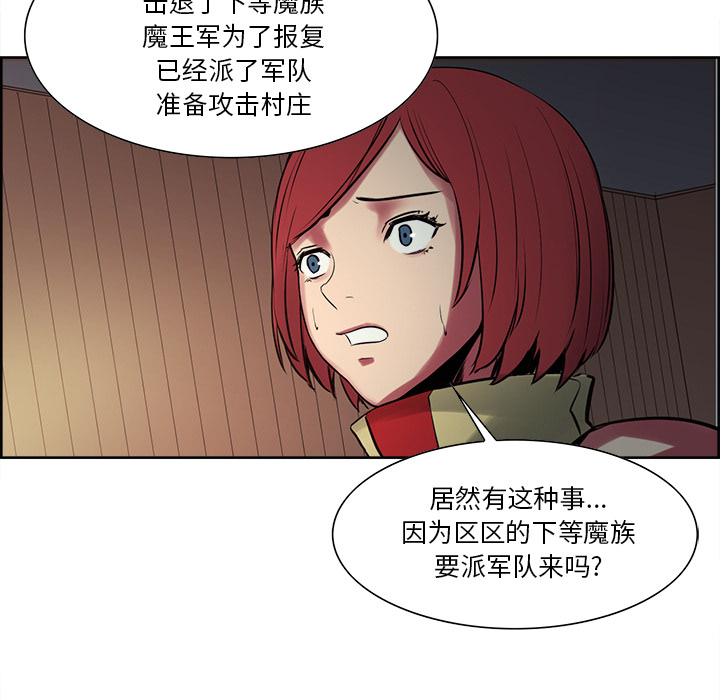 击退了下等魔族
魔王军为了报复
已经派了军队
准备攻击村庄
居然有这种事...
因为区区的下等魔族
要派军队来吗?